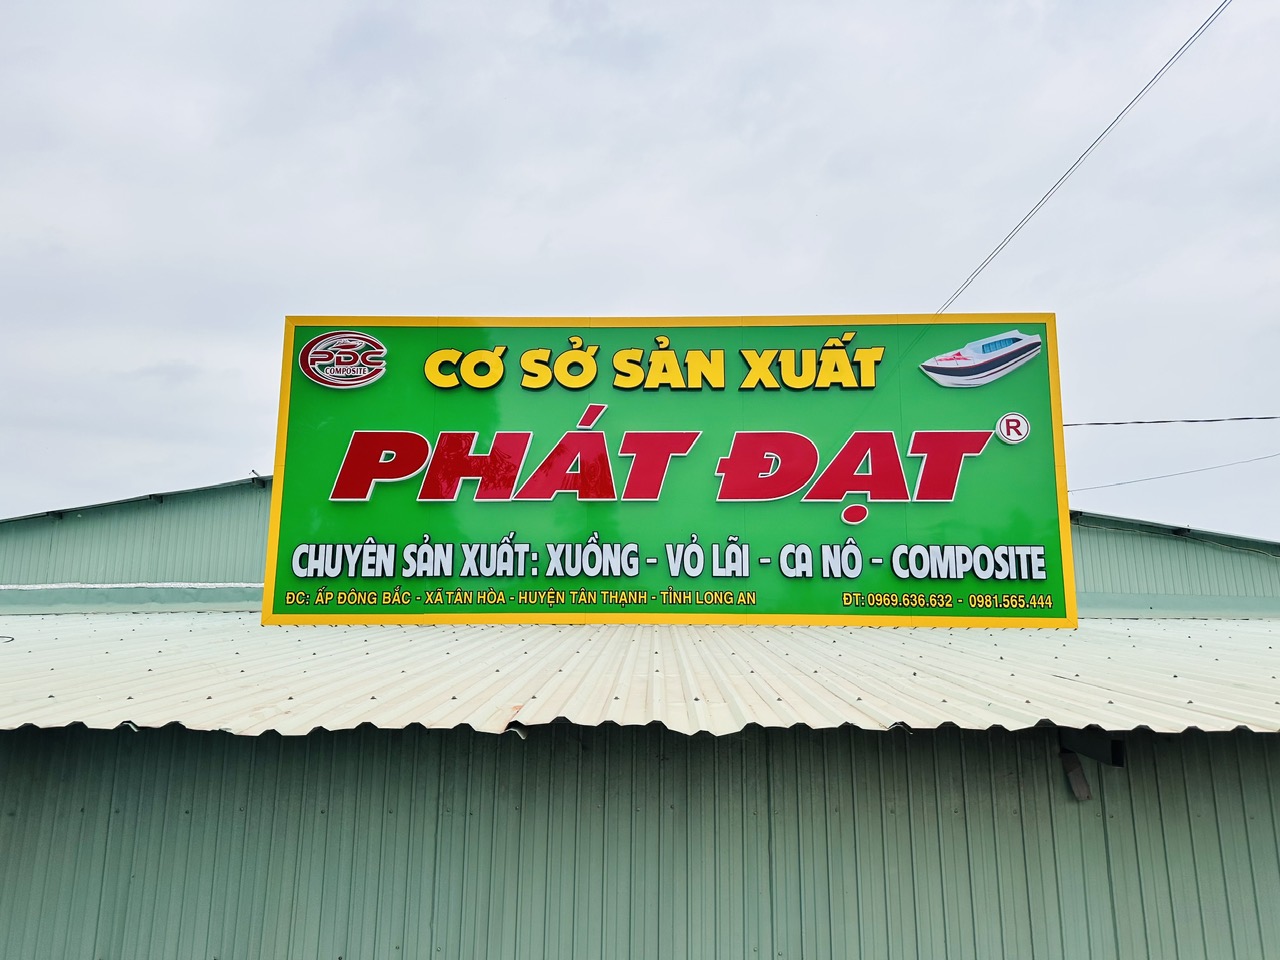 PDC
COMPOSITE
CƠ SỞ SẢN XUẤT
PHÁT ĐẠT ®
CHUYÊN SẢN XUẤT: XUỒNG - VỎ LÃI - CA NÔ - COMPOSITE
ĐC: ẤP ĐÔNG BẮC - XÃ TÂN HÒA - HUYỆN TÂN THẠNH - TỈNH LONG AN
ĐT: 0969.636.632 - 0981.565.444